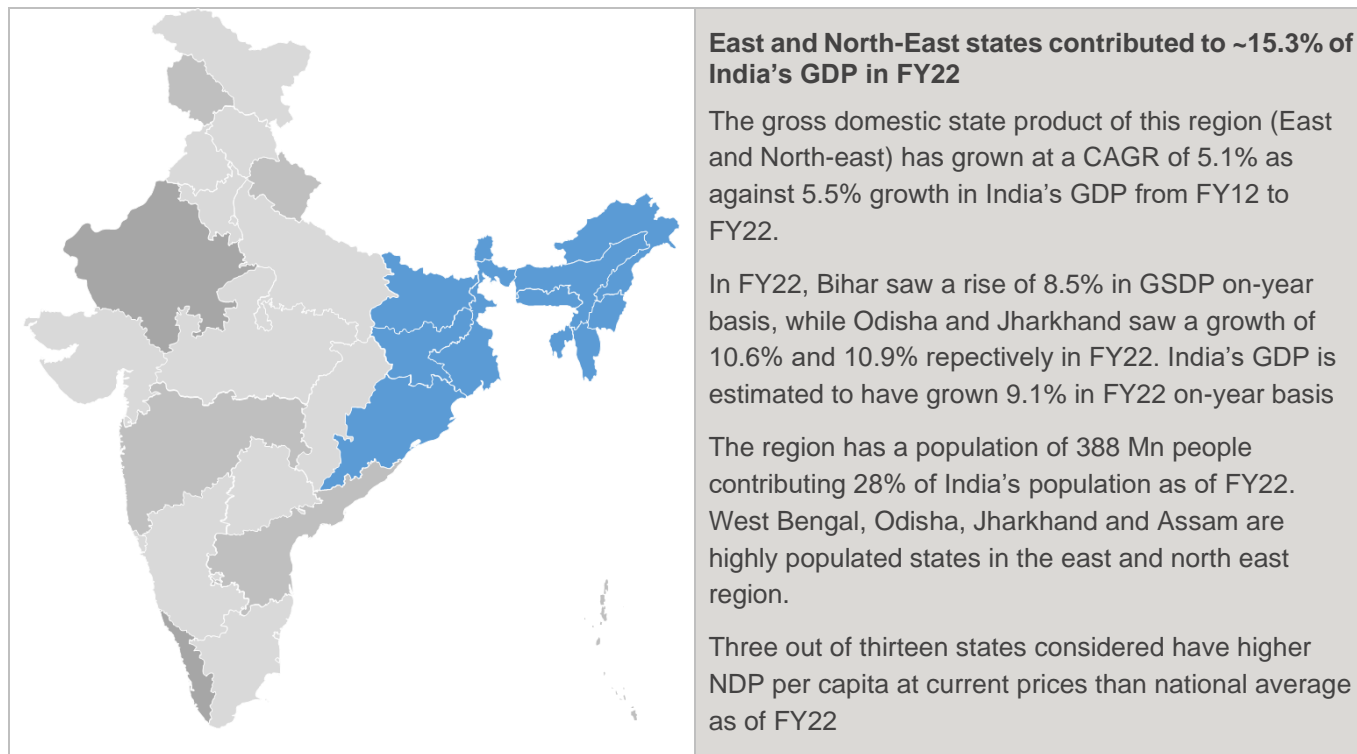 East and North-East states contributed to ~15.3% of
India's GDP in FY22
The gross domestic state product of this region (East
and North-east) has grown at a CAGR of 5.1% as
against 5.5% growth in India's GDP from FY12 to
FY22.
In FY22, Bihar saw a rise of 8.5% in GSDP on-year
basis, while Odisha and Jharkhand saw a growth of
10.6% and 10.9% repectively in FY22. India's GDP is
estimated to have grown 9.1% in FY22 on-year basis
The region has a population of 388 Mn people
contributing 28% of India's population as of FY22.
West Bengal, Odisha, Jharkhand and Assam are
highly populated states in the east and north east
region.
Three out of thirteen states considered have higher
NDP per capita at current prices than national average
as of FY22